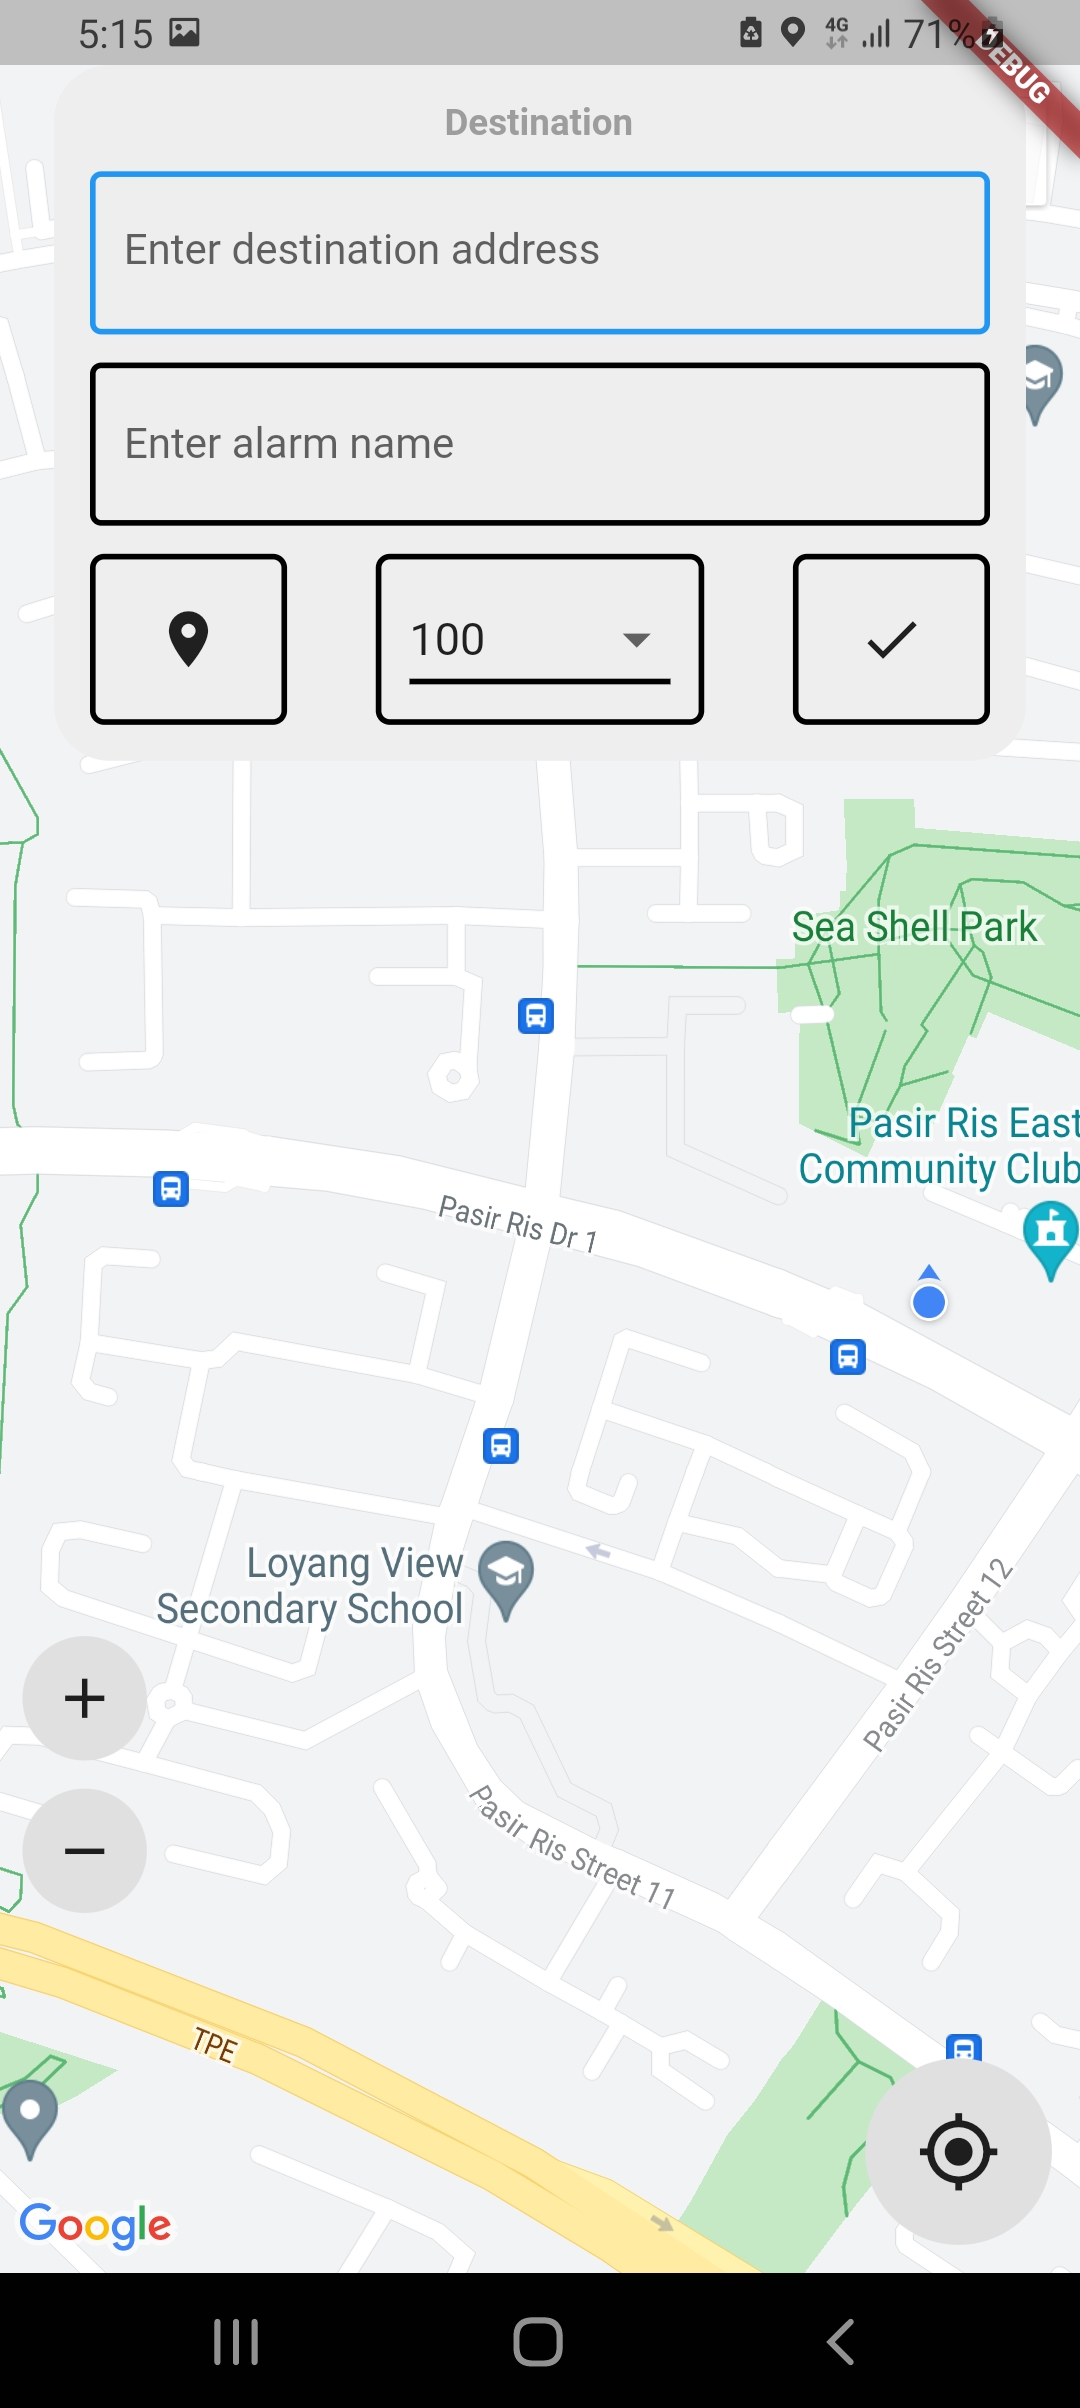 5:15
4G
71%
DEBUG
Destination
Enter destination address
Enter alarm name
100
Sea Shell Park
Pasir Ris East
Community Club
Pasir Ris Dr 1
Loyang View
Secondary School
Pasir Ris Street 12
Pasir Ris Street 11
TPE
Google